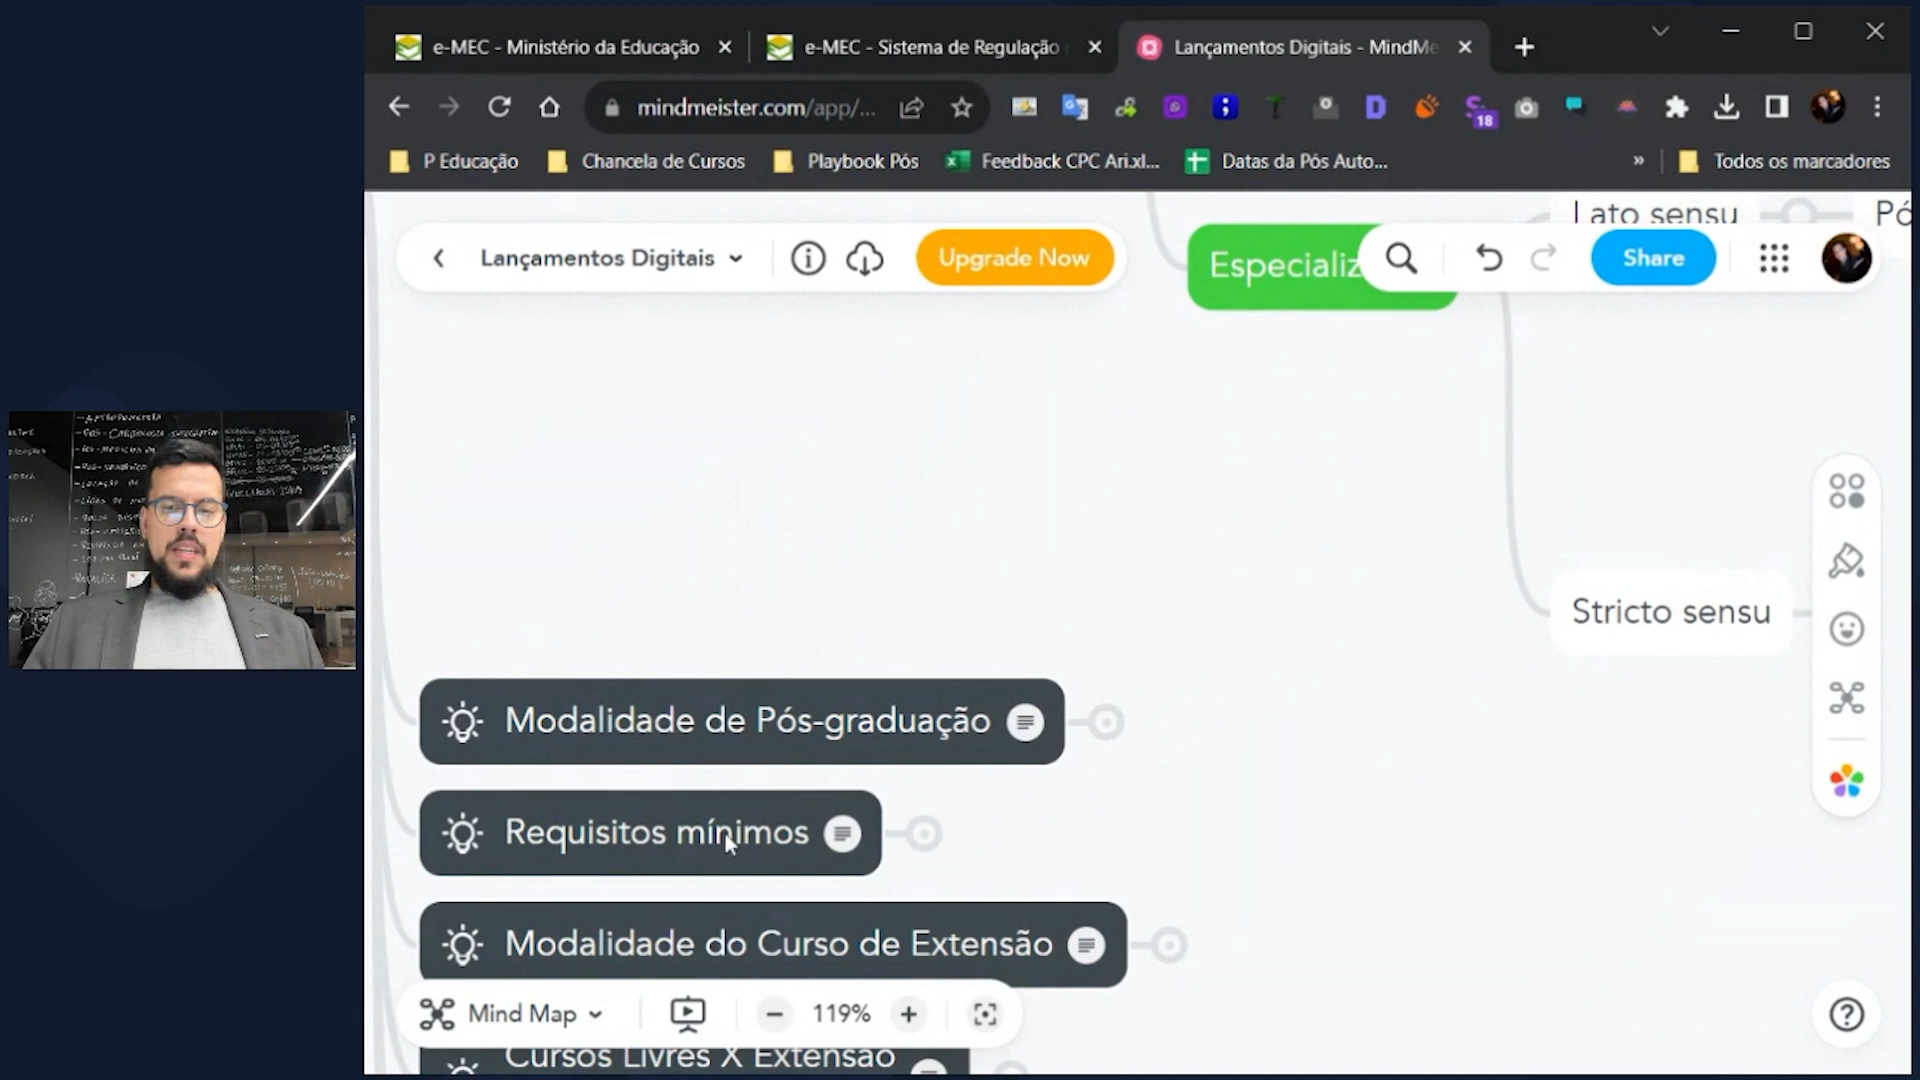 e-MEC - Ministério da Educação
e-MEC - Sistema de Regulação
Lançamentos Digitais - MindMe
mindmeister.com/app/...
18
P Educação
Chancela de Cursos
Playbook Pós
Feedback CPC Ari.xl...
Datas da Pós Auto...
»
Todos os marcadores
Lançamentos Digitais
Upgrade Now
Share
Lato sensu
Pó
Especializ
Stricto sensu
Modalidade de Pós-graduação
Requisitos mínimos
Modalidade do Curso de Extensão
Mind Map
119%
Cursos Livres X Extensão